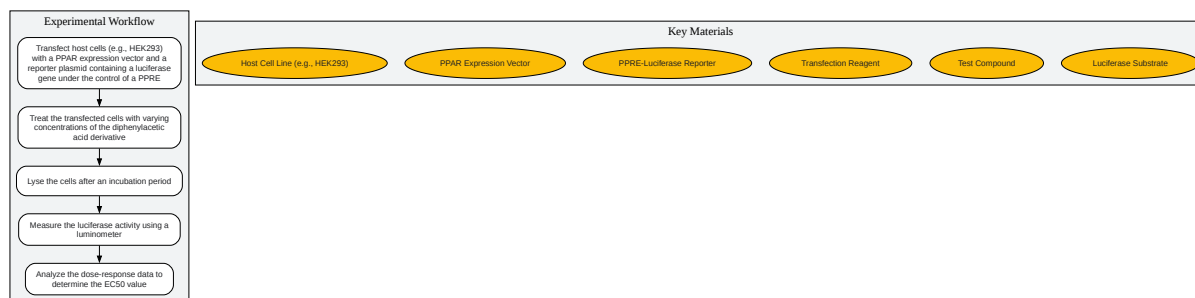 Experimental Workflow
Transfect host cells (e.g., HEK293)
with a PPAR expression vector and a
reporter plasmid containing a luciferase
gene under the control of a PPRE
Treat the transfected cells with varying
concentrations of the diphenylacetic
acid derivative
Lyse the cells after an incubation period
Measure the luciferase activity using a
luminometer
Analyze the dose-response data to
determine the EC50 value
Key Materials
Host Cell Line (e.g., HEK293)
PPAR Expression Vector
PPRE-Luciferase Reporter
Transfection Reagent
Test Compound
Luciferase Substrate